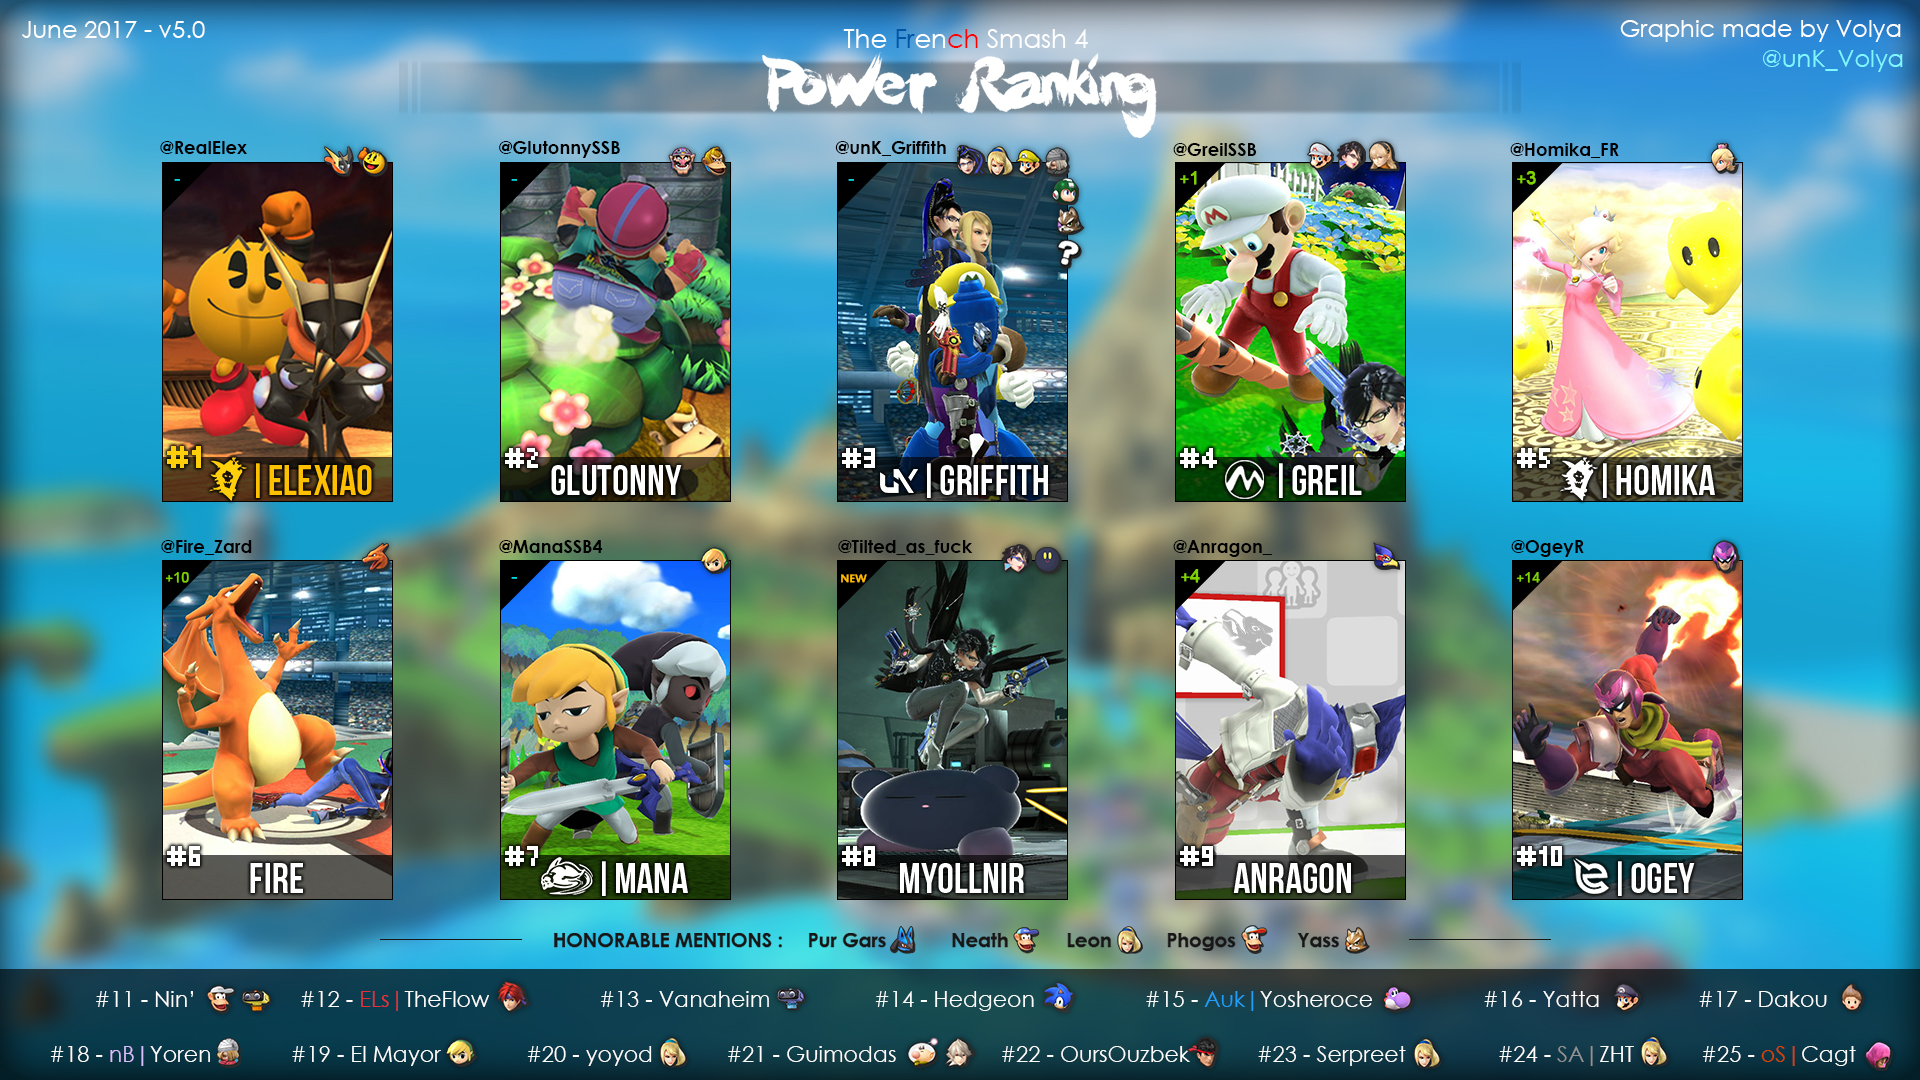 June 2017 - v5.0
The French Smash 4
Power Ranking
Graphic made by Volya
@unK_Volya
@RealElex
-
#1
| ELEXIAO
@GlutonnySSB
-
#2
GLUTONNY
@unK_Griffith
-
?
#3
UK | GRIFFITH
@GreilSSB
+1
#4
M | GREIL
@Homika_FR
+3
#5
| HOMIKA
@Fire_Zard
+10
#6
FIRE
@ManaSSB4
-
#7
| MANA
@Tilted_as_fuck
NEW
#8
MYOLLNIR
@Anragon_
+4
#9
ANRAGON
@OgeyR
+14
#10
| OGEY
HONORABLE MENTIONS : Pur Gars Neath Leon Phogos Yass
#11 - Nin' #12 - ELs|TheFlow #13 - Vanaheim #14 - Hedgeon #15 - Auk|Yosheroce #16 - Yatta #17 - Dakou
#18 - nB|Yoren #19 - El Mayor #20 - yoyod #21 - Guimodas #22 - OursOuzbek #23 - Serpreet #24 - SA|ZHT #25 - oS|Cagt